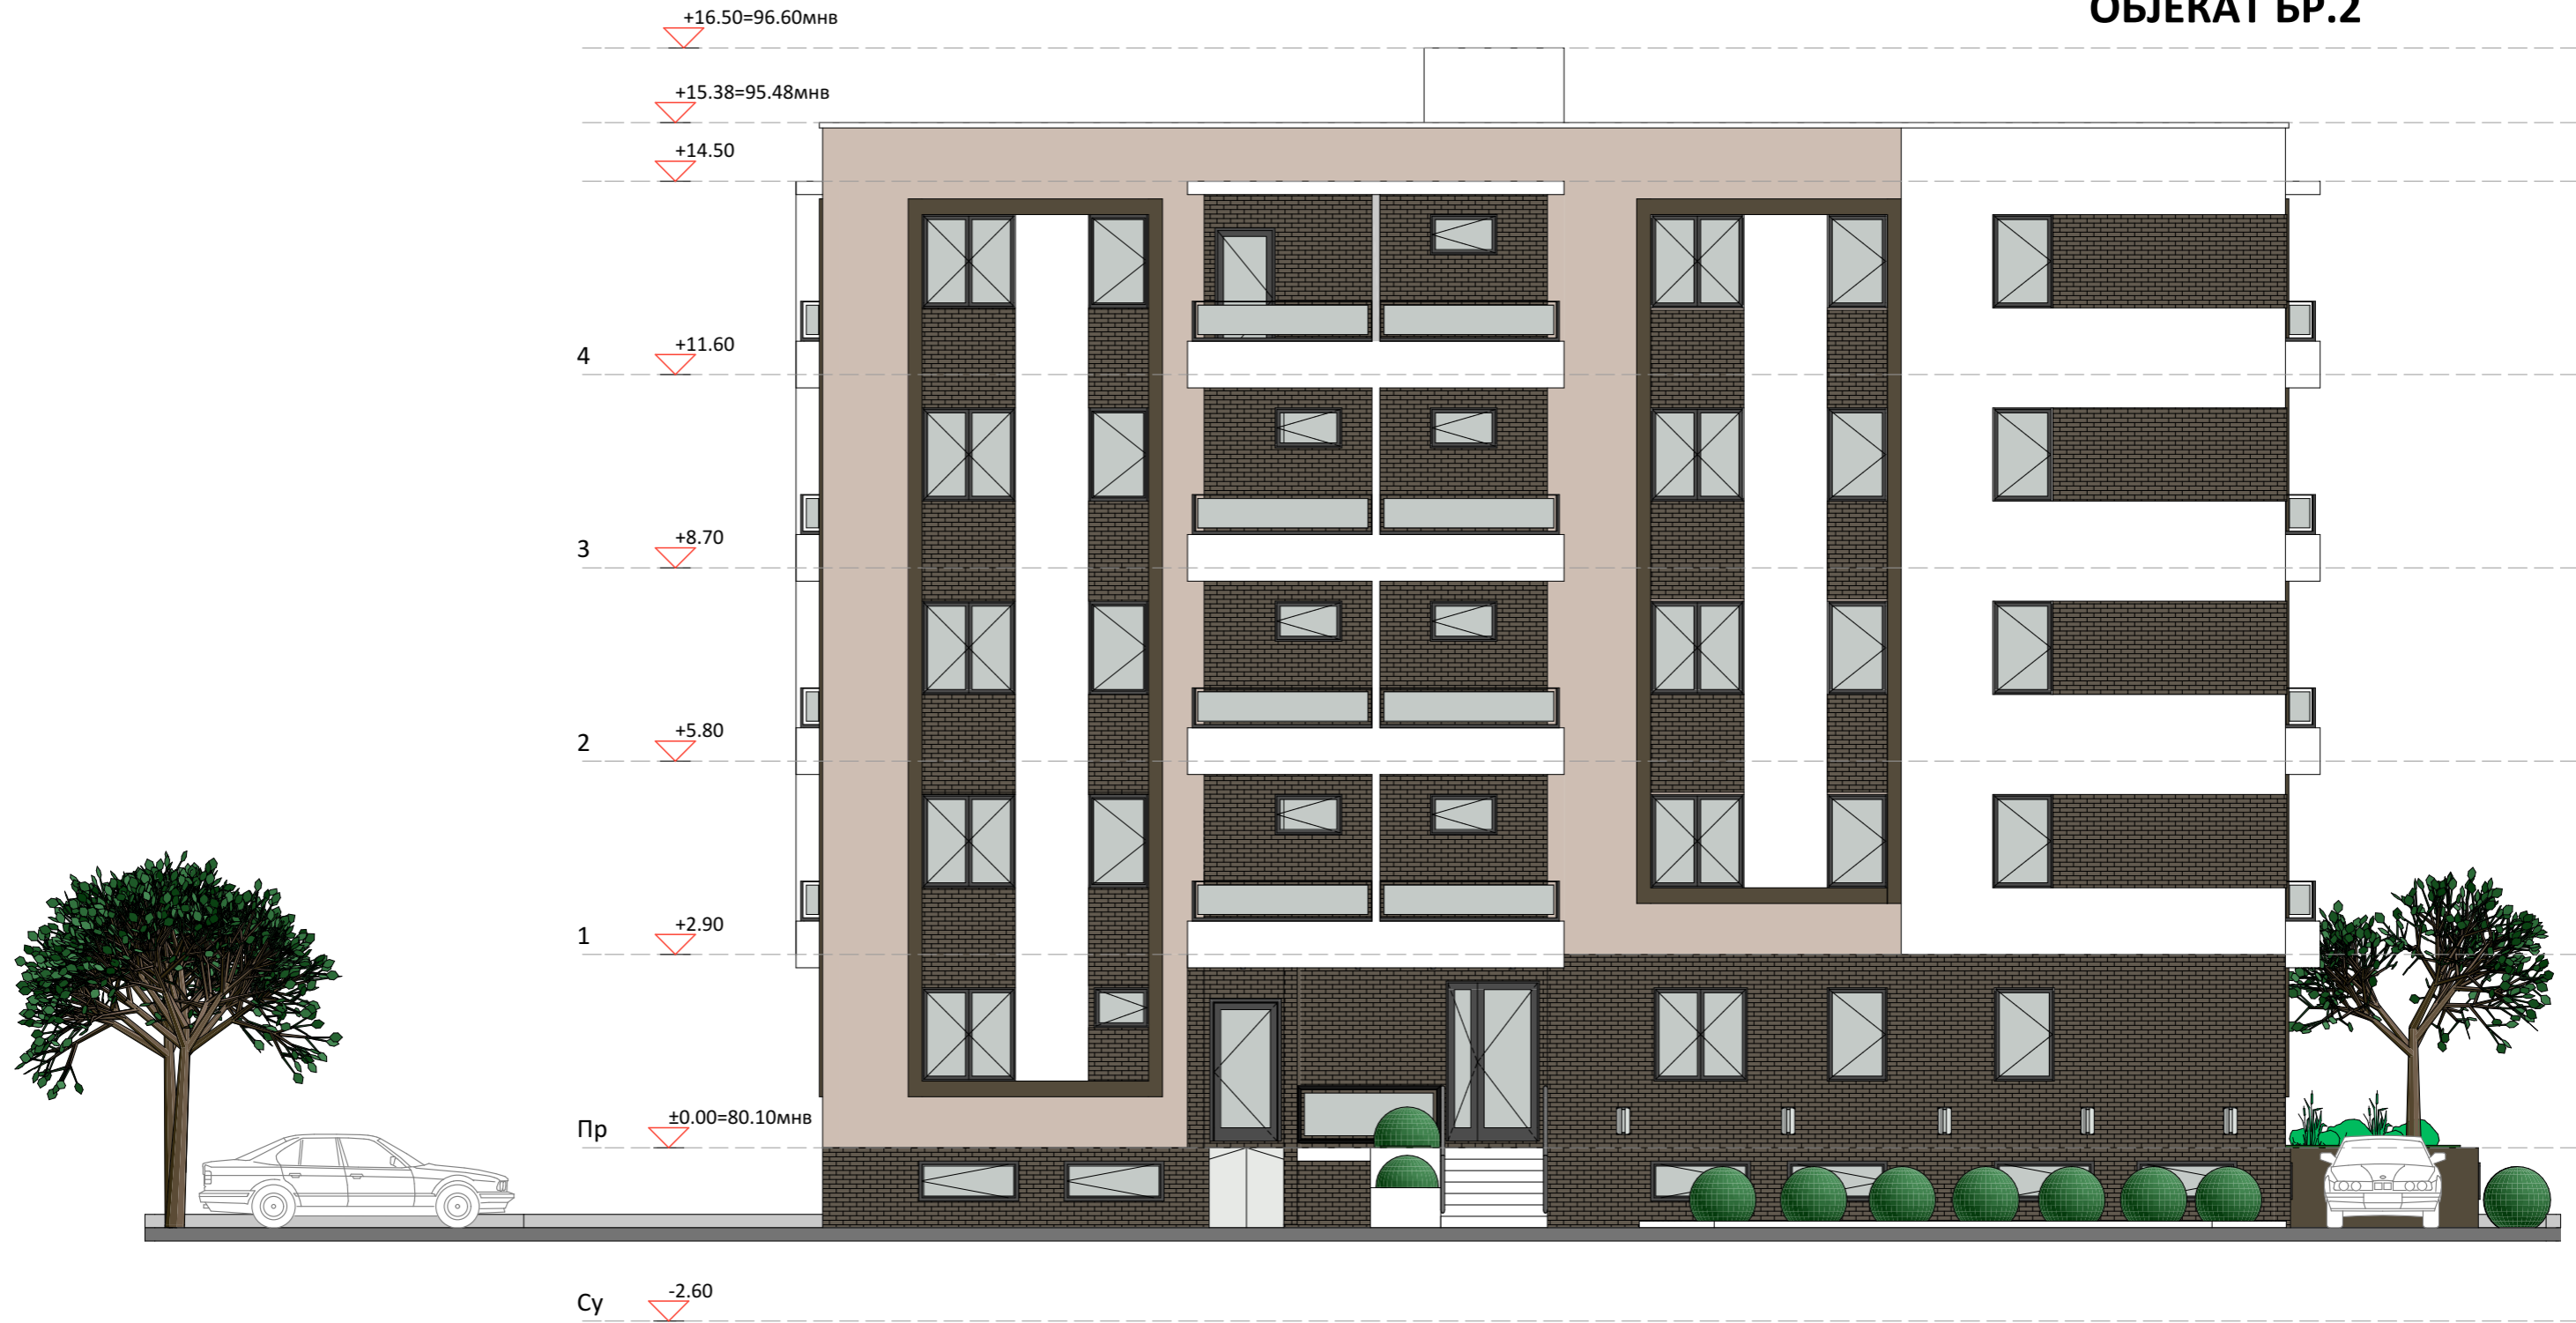 ОБЈЕКАТ БР.2
+16.50=96.60мнв
+15.38=95.48мнв
+14.50
4 +11.60
3 +8.70
2 +5.80
1 +2.90
Пр ±0.00=80.10мнв
Су -2.60